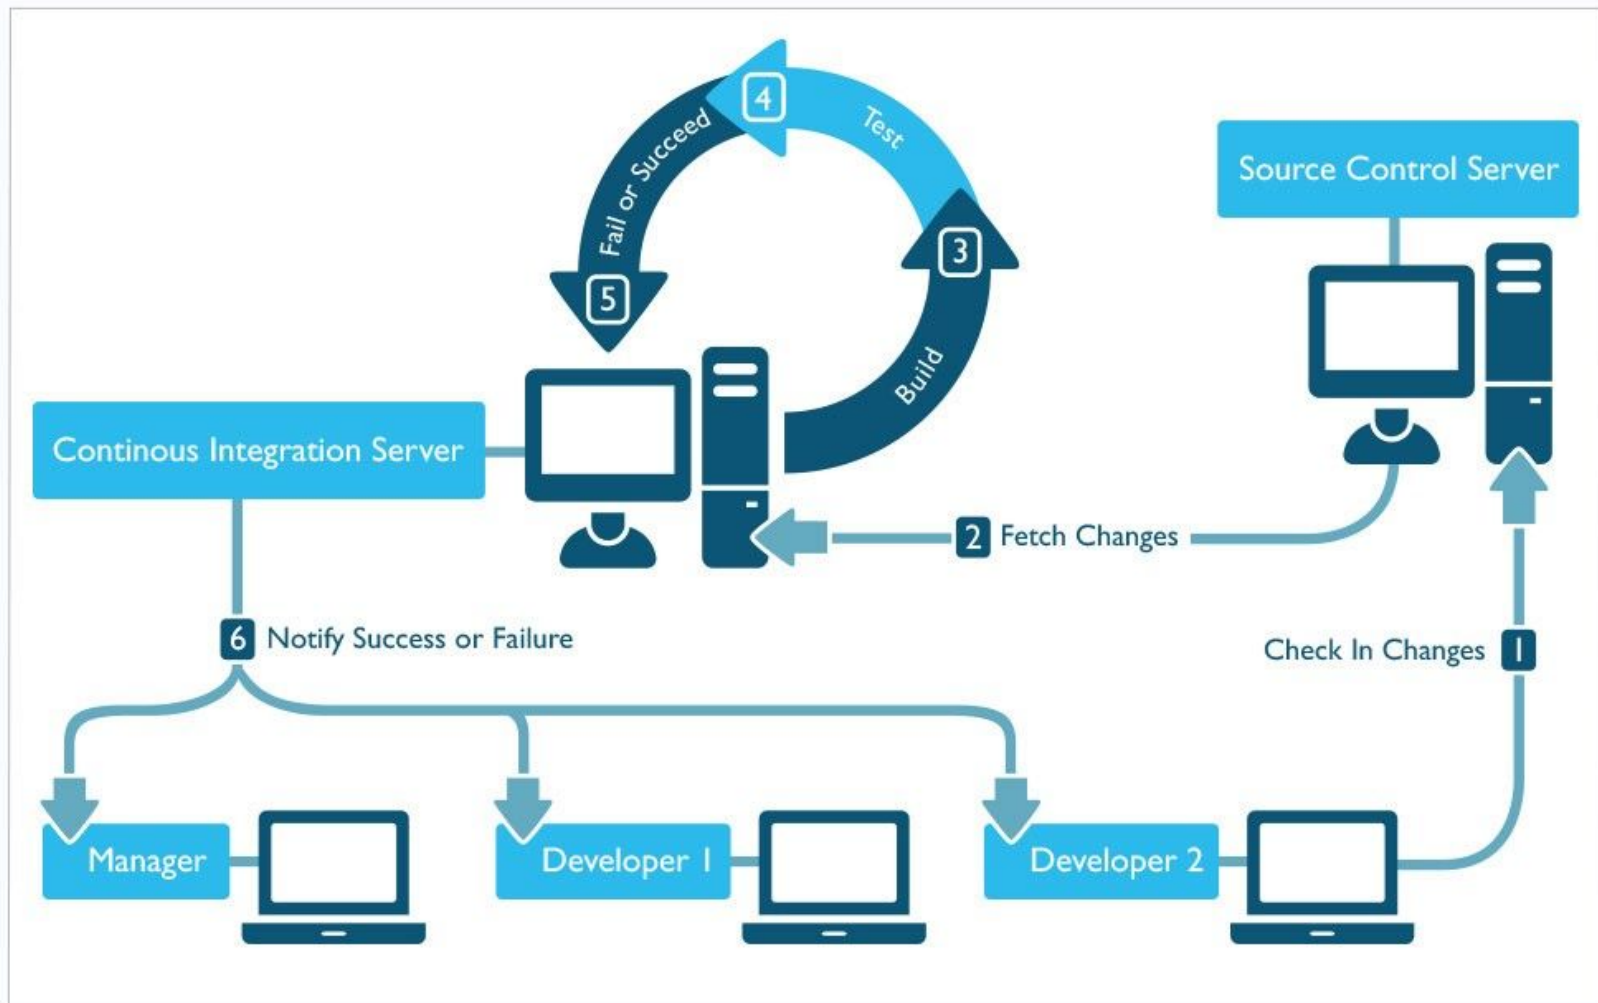 4
Test
Fail or Succeed
Source Control Server
3
5
Build
Continous Integration Server
2 Fetch Changes
6 Notify Success or Failure
Check In Changes 1
Manager
Developer 1
Developer 2